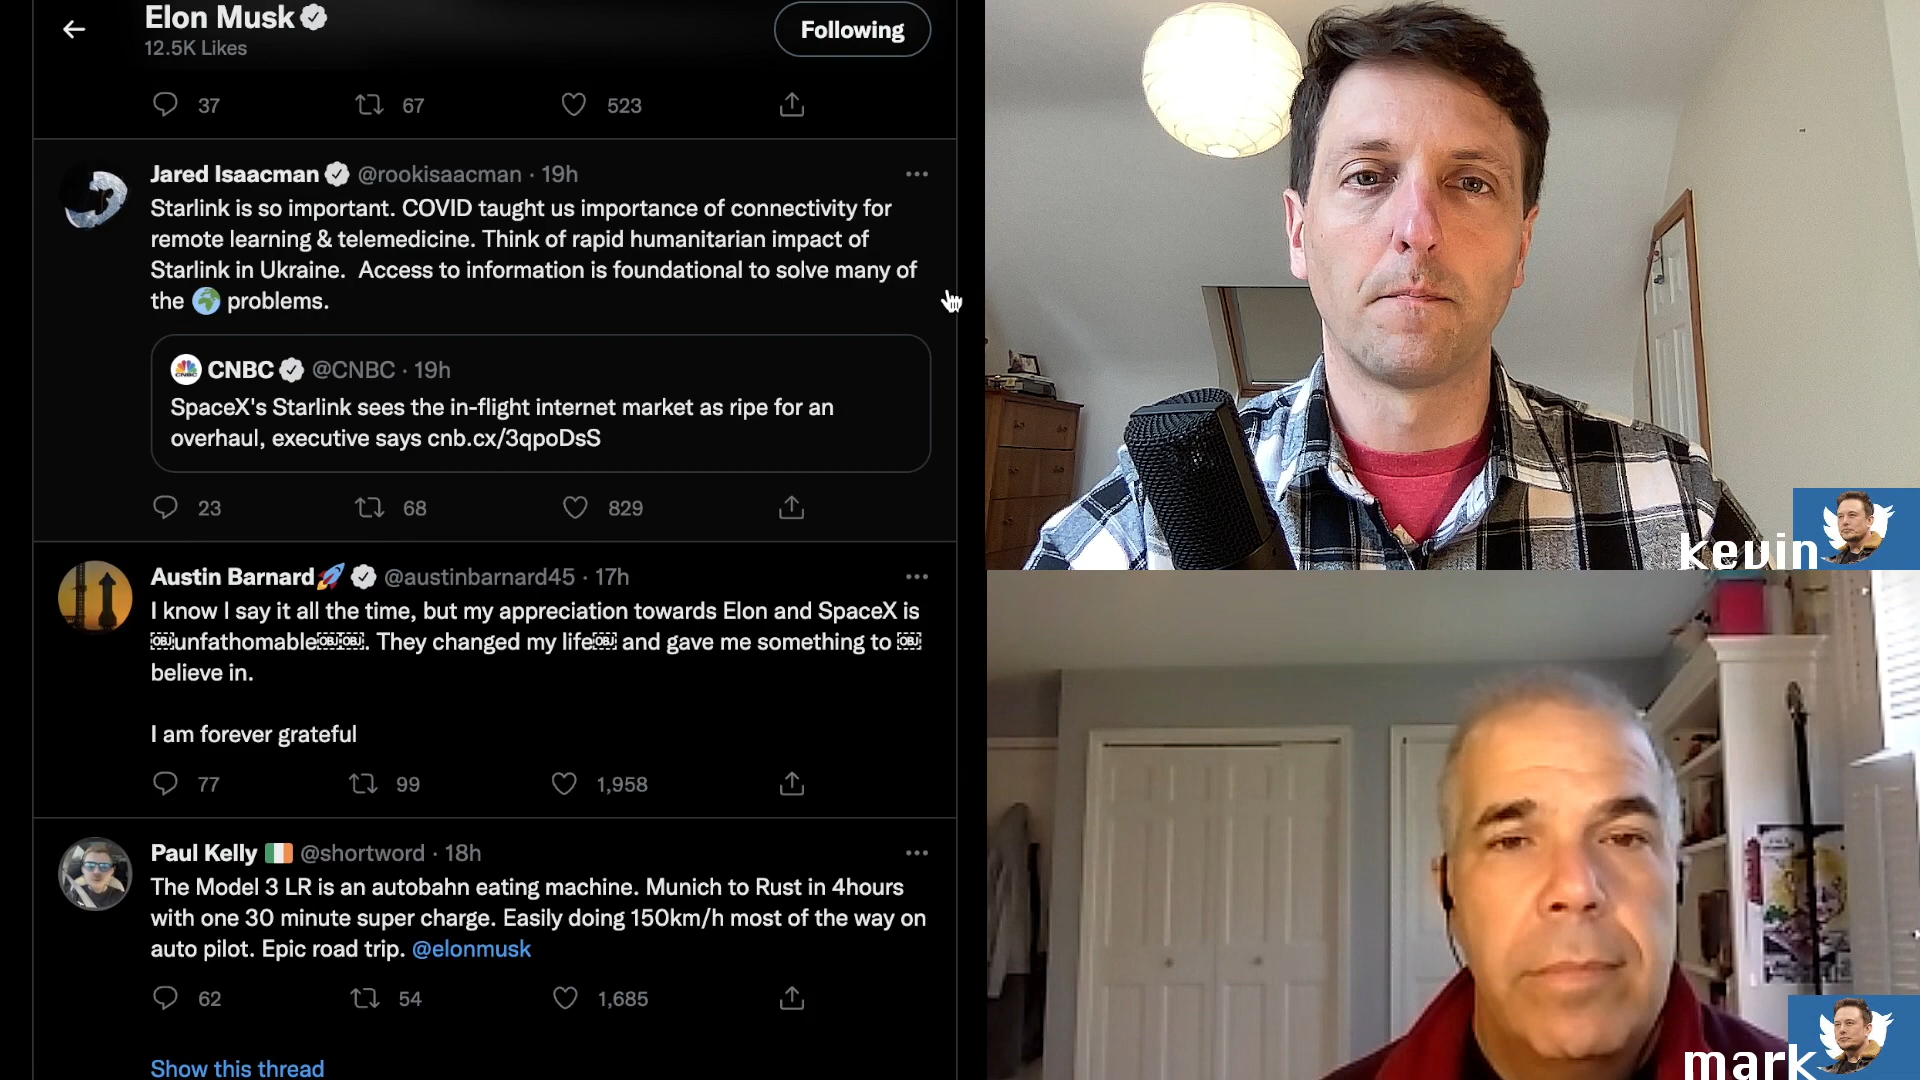 Elon Musk
12.5K Likes
Following
37 67 523
Jared Isaacman @rookisaacman · 19h
Starlink is so important. COVID taught us importance of connectivity for
remote learning & telemedicine. Think of rapid humanitarian impact of
Starlink in Ukraine. Access to information is foundational to solve many of
the 🌍 problems.
CNBC @CNBC · 19h
SpaceX's Starlink sees the in-flight internet market as ripe for an
overhaul, executive says cnb.cx/3qpoDsS
23 68 829
Austin Barnard🚀 @austinbarnard45 · 17h
I know I say it all the time, but my appreciation towards Elon and SpaceX is
￼unfathomable￼￼. They changed my life￼ and gave me something to ￼
believe in.
I am forever grateful
77 99 1,958
Paul Kelly 🇮🇪 @shortword · 18h
The Model 3 LR is an autobahn eating machine. Munich to Rust in 4hours
with one 30 minute super charge. Easily doing 150km/h most of the way on
auto pilot. Epic road trip. @elonmusk
62 54 1,685
Show this thread
kevin
mark